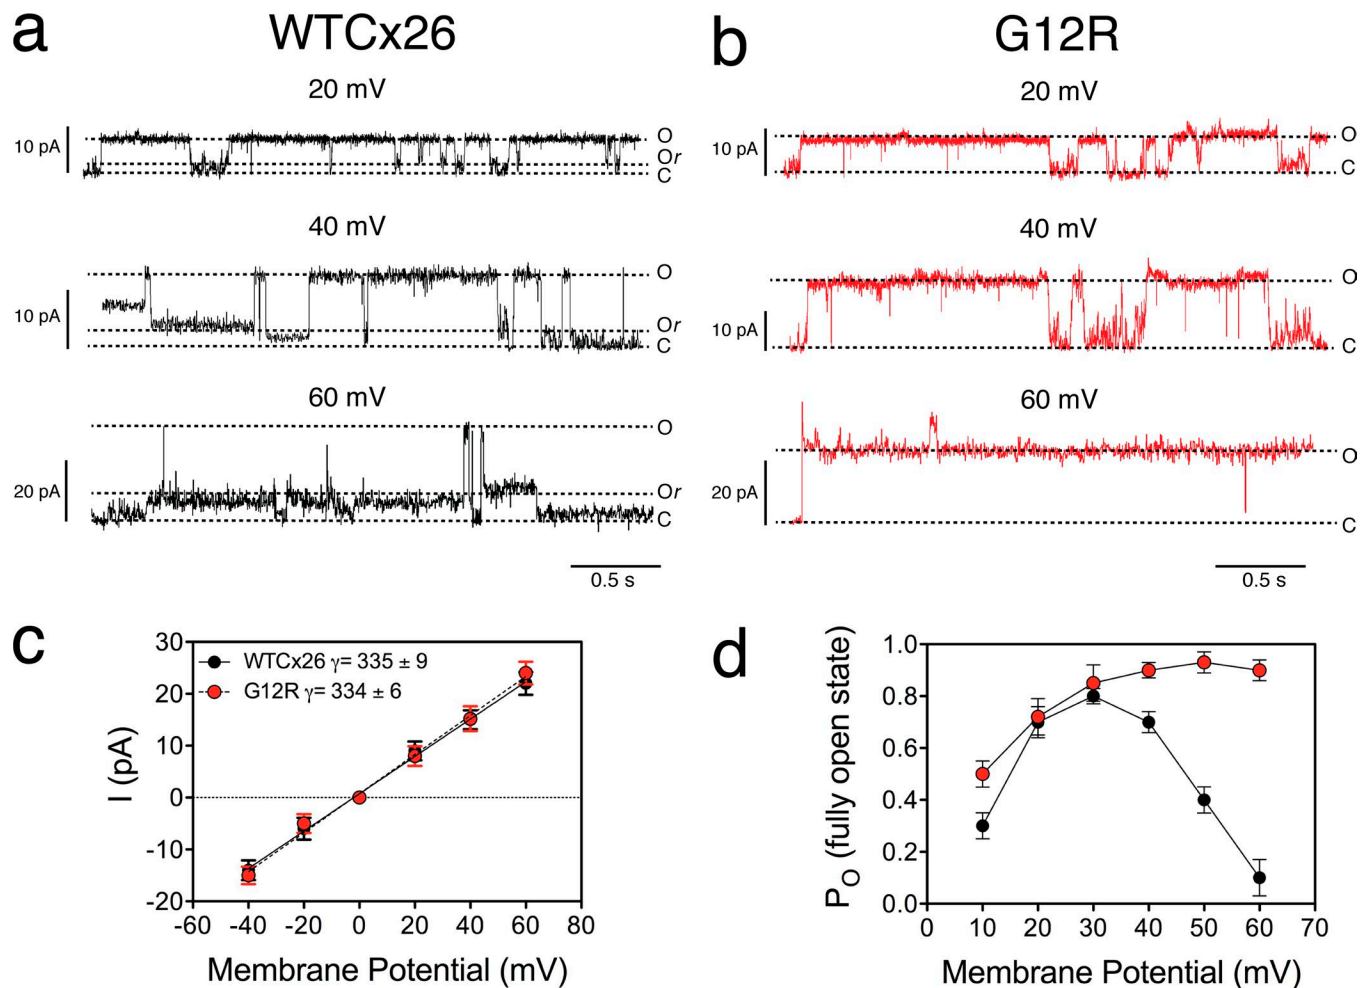 a WTCx26
20 mV
10 pA
O
Or
C
40 mV
10 pA
O
Or
C
60 mV
20 pA
O
Or
C
0.5 s
b G12R
20 mV
10 pA
O
C
40 mV
10 pA
O
C
60 mV
20 pA
O
C
0.5 s
c
I (pA)
30
20
10
0
-10
-20
WTCx26 γ= 335 ± 9
G12R γ= 334 ± 6
-60 -40 -20 0 20 40 60 80
Membrane Potential (mV)
d
PO (fully open state)
1.0
0.8
0.6
0.4
0.2
0.0
0 10 20 30 40 50 60 70
Membrane Potential (mV)